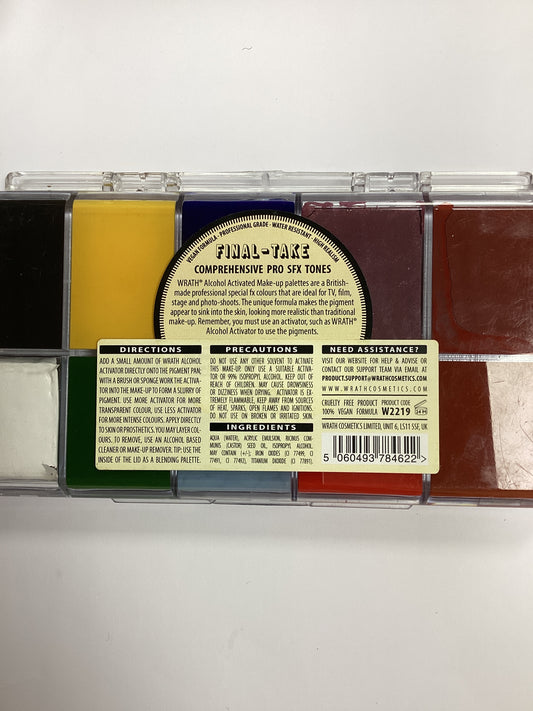 VEGAN FORMULA · PROFESSIONAL GRADE · WATER RESISTANT · HIGH REALISM
FINAL-TAKE
COMPREHENSIVE PRO SFX TONES
WRATH® Alcohol Activated Make-up palettes are a British-
made professional special fx colours that are ideal for TV, film,
stage and photo-shoots. The unique formula makes the pigment
appear to sink into the skin, looking more realistic than traditional
make-up. Remember, you must use an activator, such as WRATH®
Alcohol Activator to use the pigments.
DIRECTIONS
ADD A SMALL AMOUNT OF WRATH ALCOHOL
ACTIVATOR DIRECTLY ONTO THE PIGMENT PAN,
WITH A BRUSH OR SPONGE WORK THE ACTIVA-
TOR INTO THE MAKE-UP TO FORM A SLURRY OF
PIGMENT. USE MORE ACTIVATOR FOR MORE
TRANSPARENT COLOUR, USE LESS ACTIVATOR
FOR MORE INTENSE COLOURS. APPLY DIRECTLY
TO SKIN OR PROSTHETICS. YOU MAY LAYER COL-
OURS. TO REMOVE, USE AN ALCOHOL BASED
CLEANER OR MAKE-UP REMOVER. TIP: USE THE
INSIDE OF THE LID AS A BLENDING PALETTE.
PRECAUTIONS
DO NOT USE ANY OTHER SOLVENT TO ACTIVATE
THIS MAKE-UP. ONLY USE A SUITABLE ACTIVA-
TOR OR 99% ISOPROPYL ALCOHOL. KEEP OUT OF
REACH OF CHILDREN. MAY CAUSE DROWSINESS
OR DIZZINESS WHEN DRYING. ACTIVATOR IS EX-
TREMELY FLAMMABLE, KEEP AWAY FROM SOURCES
OF HEAT, SPARKS, OPEN FLAMES AND IGNITIONS.
DO NOT USE ON BROKEN OR IRRITATED SKIN.
INGREDIENTS
AQUA (WATER), ACRYLIC EMULSION, RICINUS COM-
MUNIS (CASTOR) SEED OIL, ISOPROPYL ALCOHOL.
MAY CONTAIN (+/-): IRON OXIDES (CI 77499, CI
77491, CI 77492), TITANIUM DIOXIDE (CI 77891).
NEED ASSISTANCE?
VISIT OUR WEBSITE FOR HELP & ADVISE OR
CONTACT OUR SUPPORT TEAM VIA EMAIL AT
PRODUCT.SUPPORT@WRATHCOSMETICS.COM
WWW.WRATHCOSMETICS.COM
CRUELTY FREE PRODUCT PRODUCT CODE
100% VEGAN FORMULA W2219
24 M
WRATH COSMETICS LIMITED, UNIT 6, LS11 5SF, UK
5 060493 784622 >